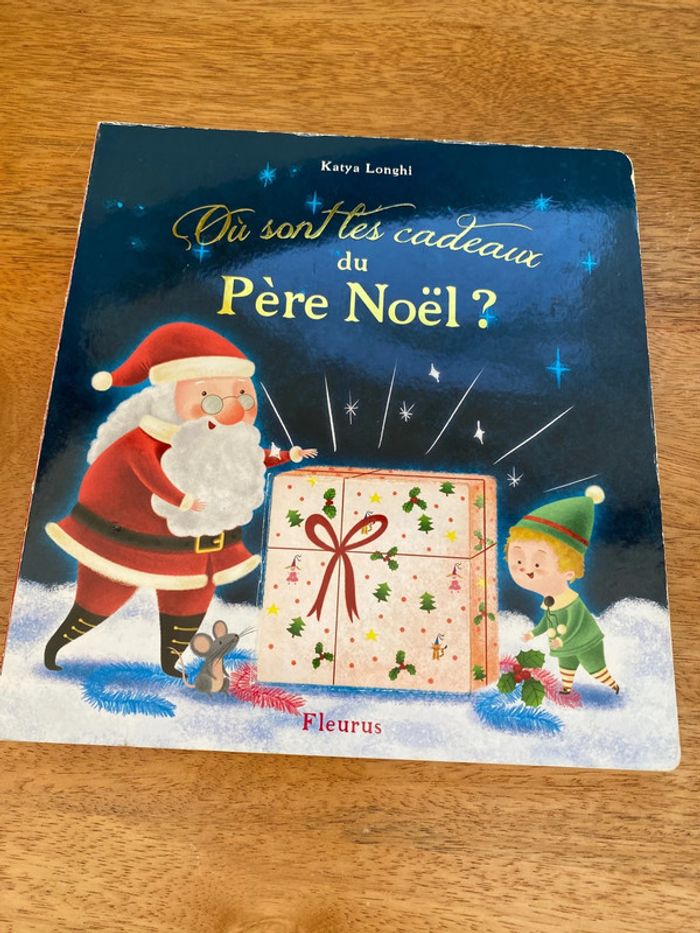 Katya Longhi
Où sont les cadeaux
du
Père Noël ?
Fleurus